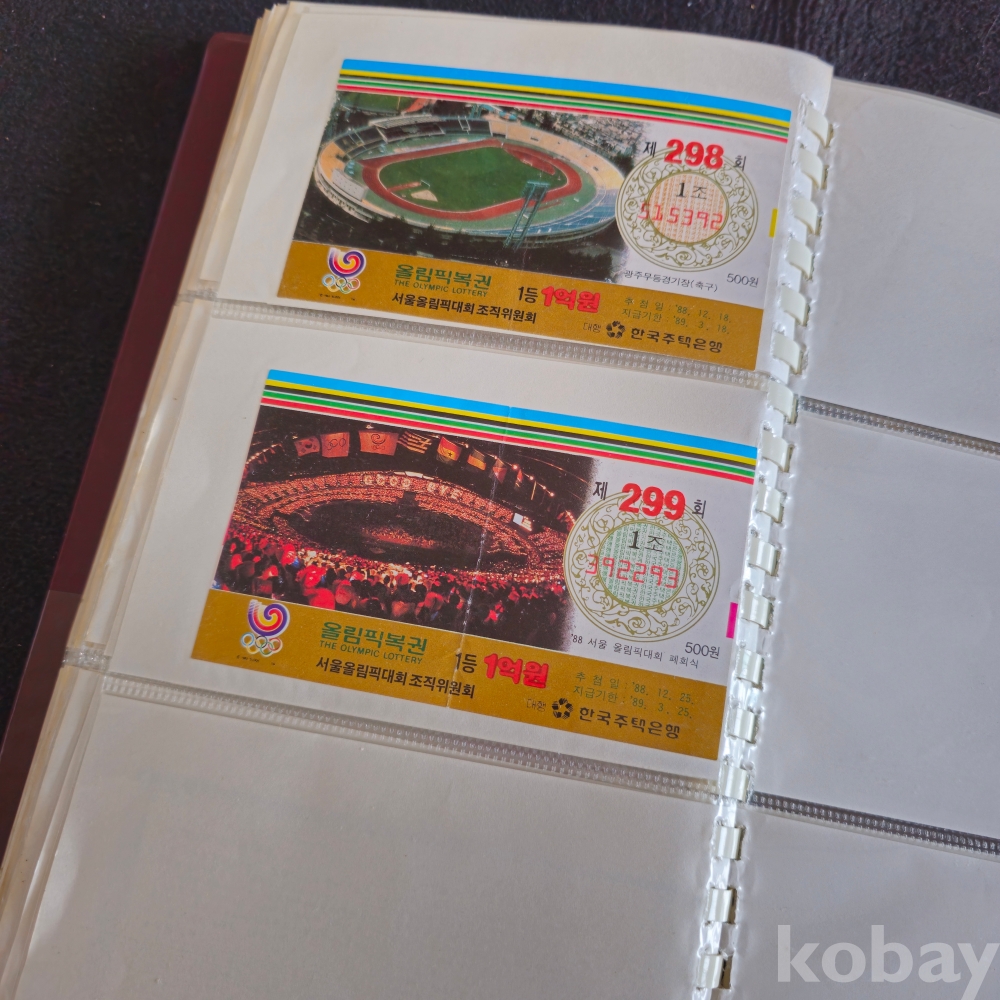 제 298 회
1 조
515392
광주무등경기장(축구) 500원
올림픽복권
THE OLYMPIC LOTTERY
1등 1억원
서울올림픽대회 조직위원회
추첨일 : '88. 12. 18.
지급기한 : '89. 3. 18.
대행 한국주택은행
제 299 회
1 조
392293
'88 서울 올림픽대회 폐회식 500원
올림픽복권
THE OLYMPIC LOTTERY
1등 1억원
서울올림픽대회 조직위원회
추첨일 : '88. 12. 25.
지급기한 : '89. 3. 25.
대행 한국주택은행
kobay